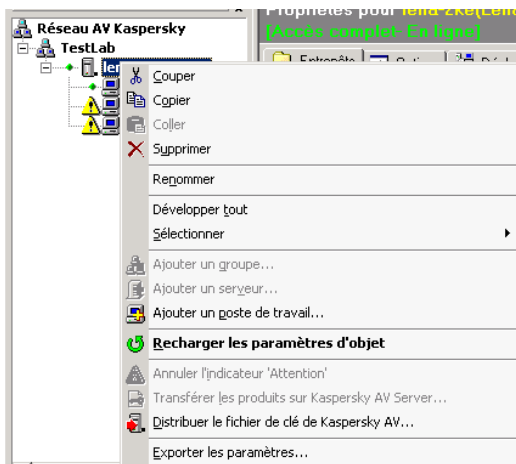 Réseau AV Kaspersky
Propriétés pour
TestLab
[Accès complet- En ligne]
Entrepôte
Couper
Copier
Coller
Supprimer
Renommer
Développer tout
Sélectionner
Ajouter un groupe...
Ajouter un serveur...
Ajouter un poste de travail...
Recharger les paramètres d'objet
Annuler l'indicateur 'Attention'
Transférer les produits sur Kaspersky AV Server...
Distribuer le fichier de clé de Kaspersky AV...
Exporter les paramètres...